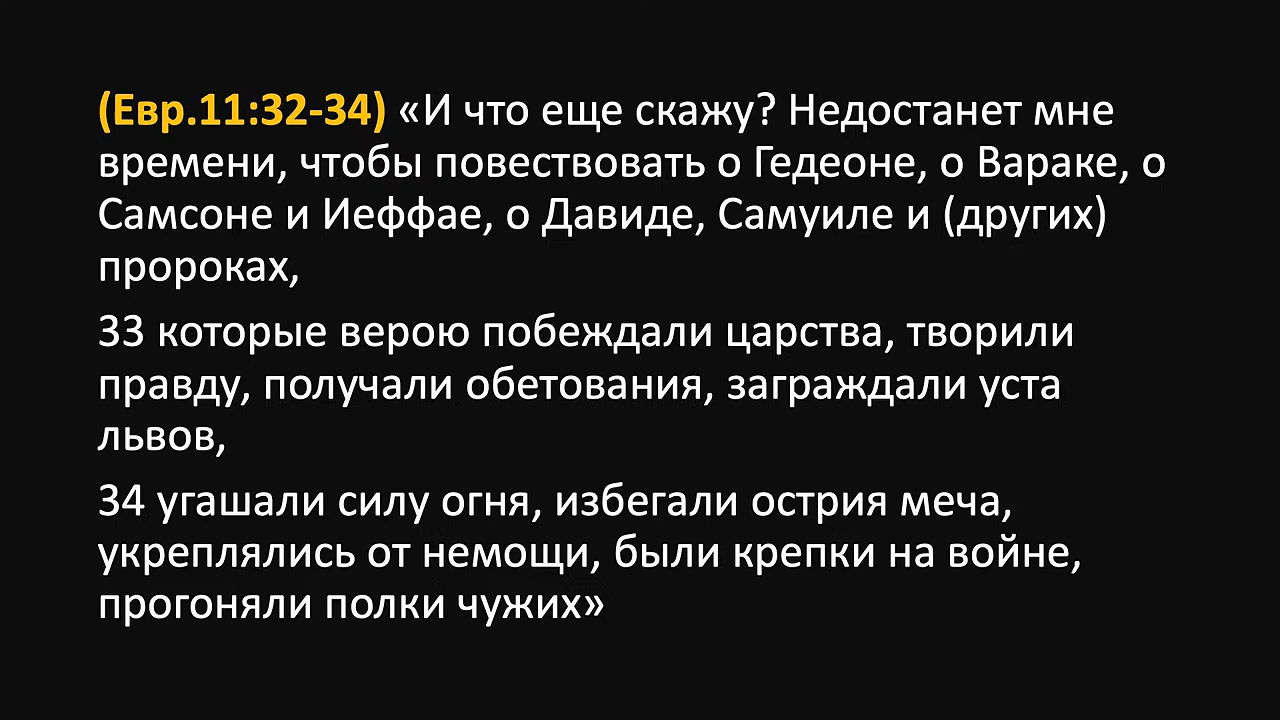 (Евр.11:32-34) «И что еще скажу? Недостанет мне
времени, чтобы повествовать о Гедеоне, о Вараке, о
Самсоне и Иеффае, о Давиде, Самуиле и (других)
пророках,
33 которые верою побеждали царства, творили
правду, получали обетования, заграждали уста
львов,
34 угашали силу огня, избегали острия меча,
укреплялись от немощи, были крепки на войне,
прогоняли полки чужих»